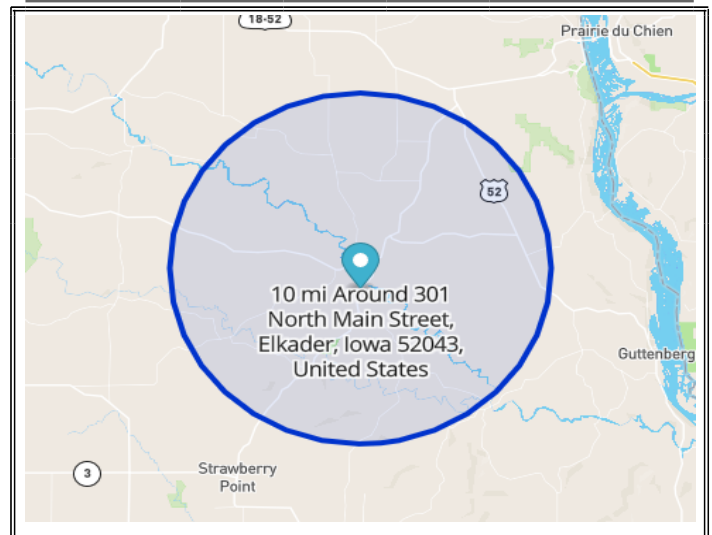 18-52
Prairie du Chien
52
10 mi Around 301
North Main Street,
Elkader, Iowa 52043,
United States
Guttenberg
3
Strawberry
Point